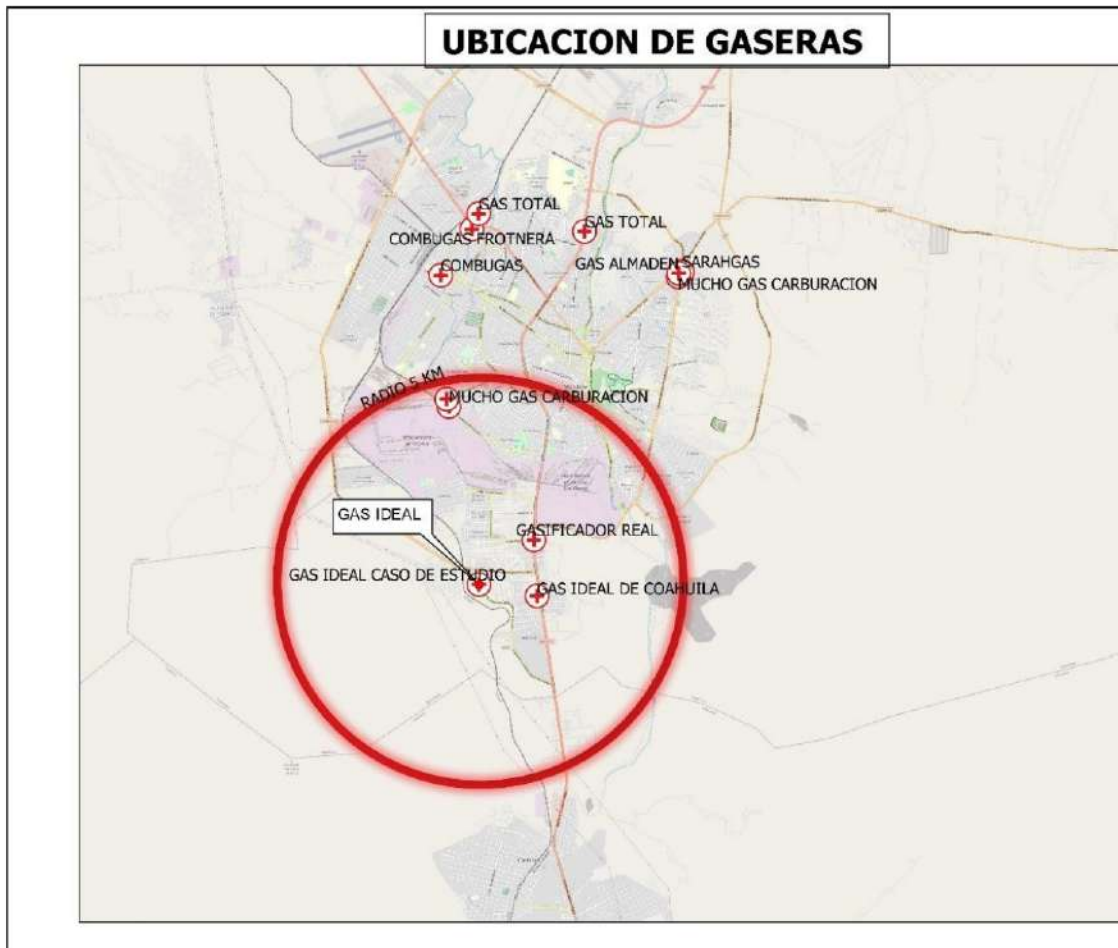 UBICACION DE GASERAS
GAS TOTAL
GAS TOTAL
COMBUGAS FROTNERA
COMBUGAS
GAS ALMADEN
SARAHGAS
MUCHO GAS CARBURACION
RADIO 5 KM
MUCHO GAS CARBURACION
GAS IDEAL
GASIFICADOR REAL
GAS IDEAL CASO DE ESTUDIO
GAS IDEAL DE COAHUILA